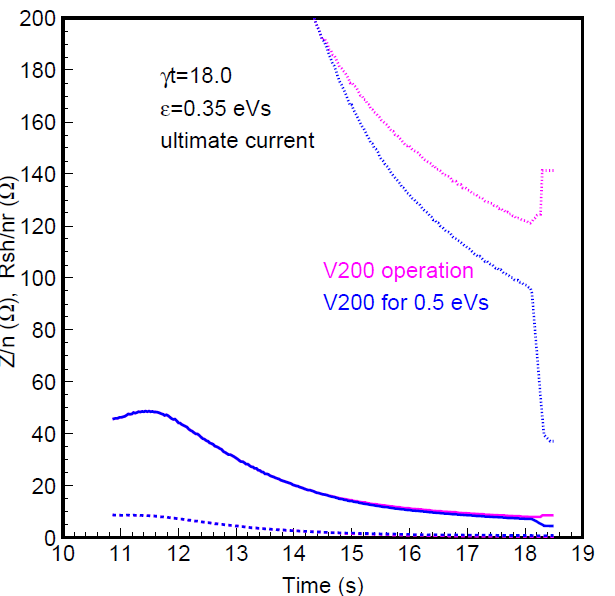 200
180
160
140
120
100
80
60
40
20
0
Z/n (Ω), Rsh/nr (Ω)
γt=18.0
ε=0.35 eVs
ultimate current
V200 operation
V200 for 0.5 eVs
10 11 12 13 14 15 16 17 18 19
Time (s)